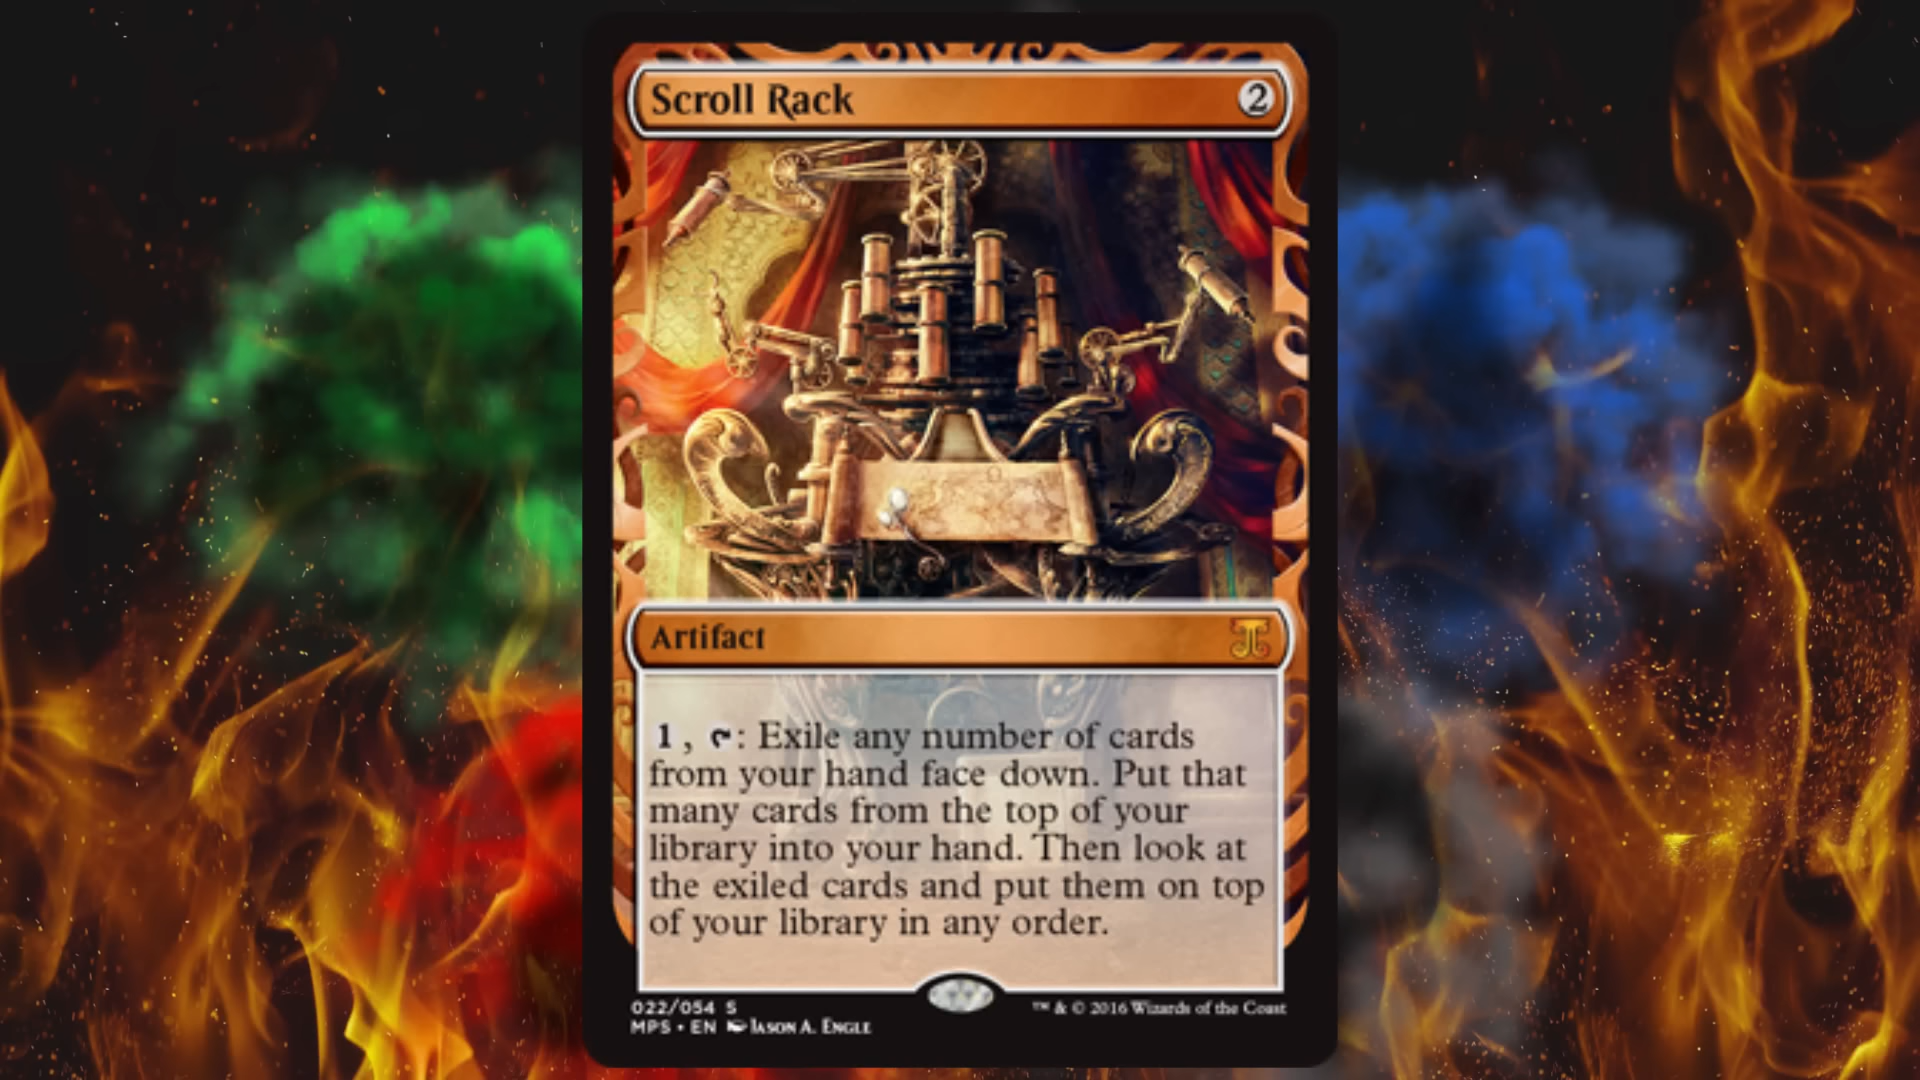 Scroll Rack 2
Artifact
1, : Exile any number of cards
from your hand face down. Put that
many cards from the top of your
library into your hand. Then look at
the exiled cards and put them on top
of your library in any order.
022/054 S
MPS • EN Jason A. Engle
™ & © 2016 Wizards of the Coast